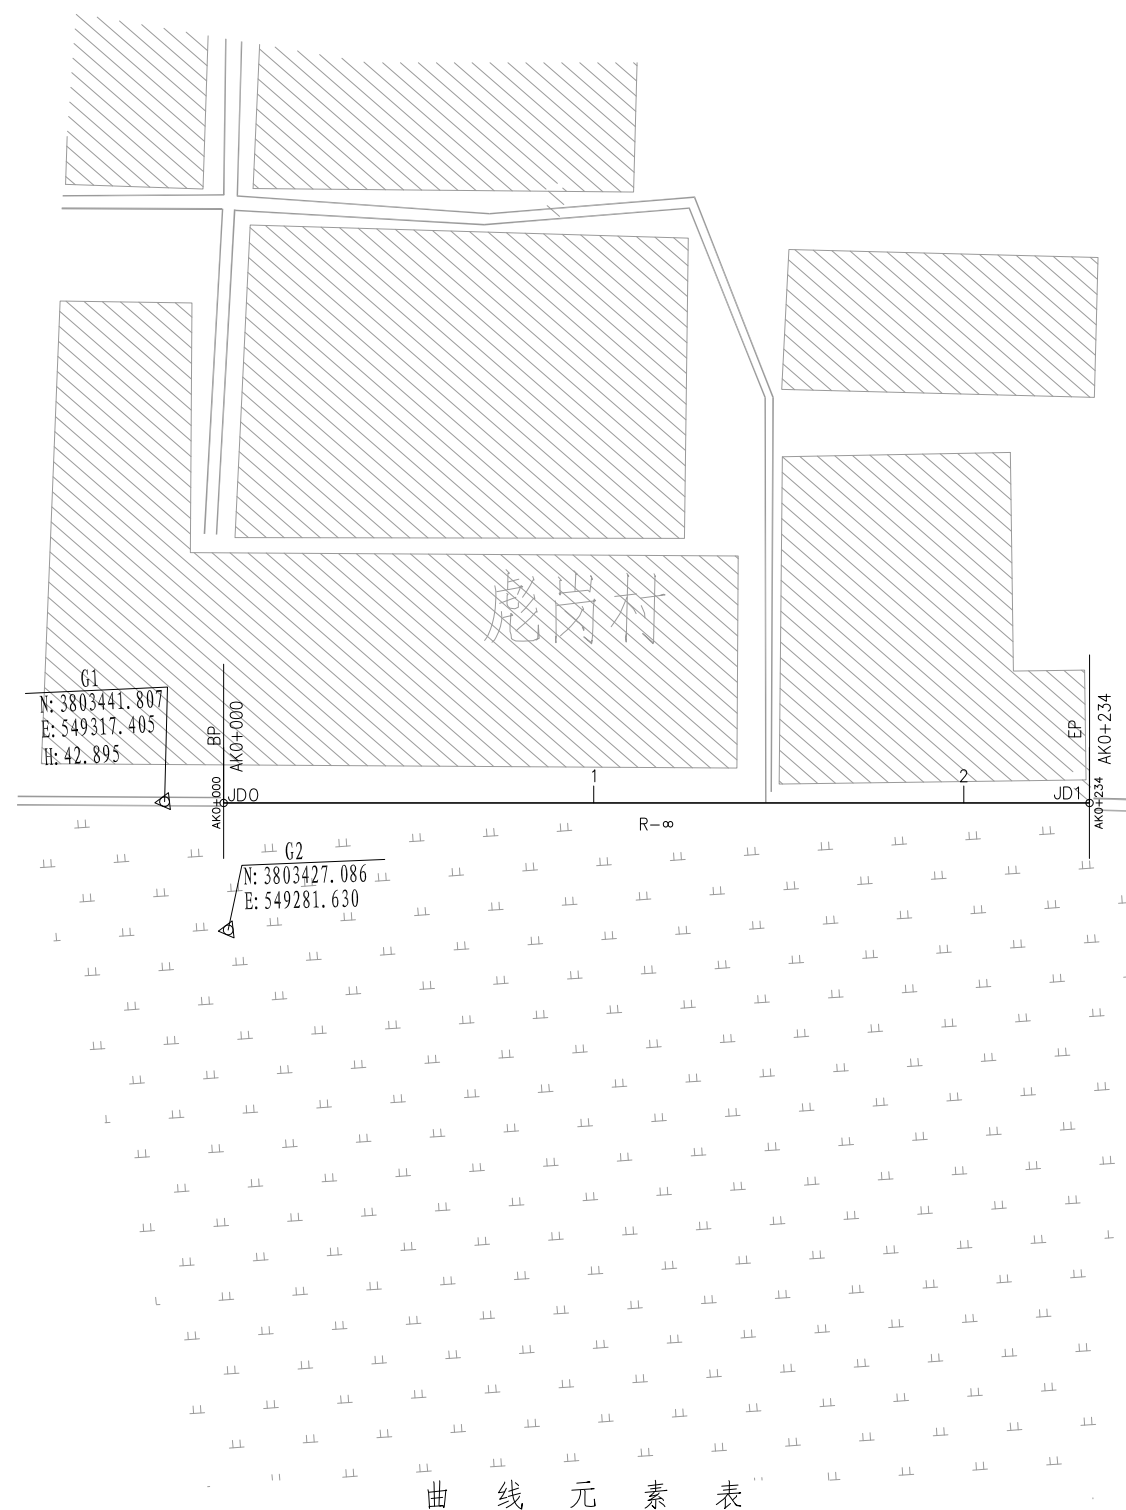 彪岗村
G1
N: 3803441.807
E: 549317.405
H: 42.895
BP
AK0+000
AK0+000
JD0
1
2
EP
AK0+234
JD1
AK0+234
R-∞
G2
N: 3803427.086
E: 549281.630
曲线元素表